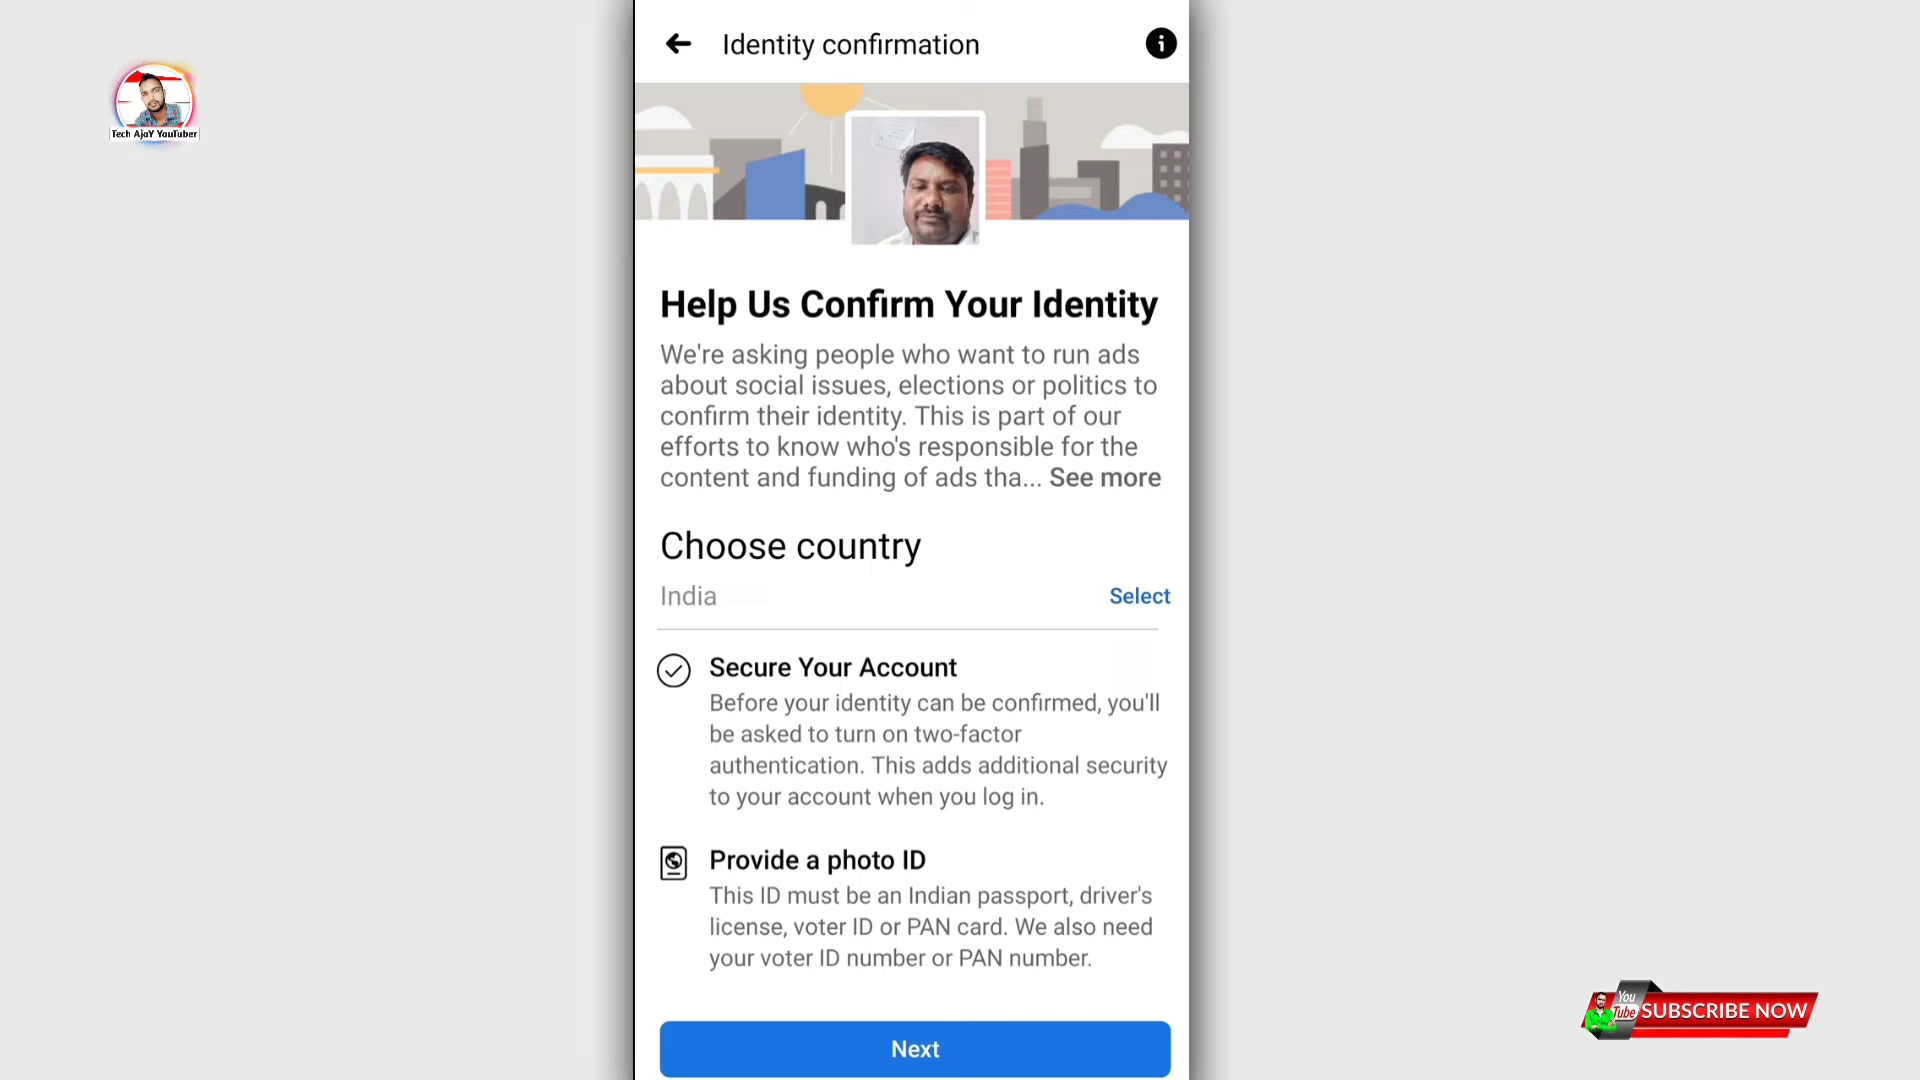 Identity confirmation
Tech AjaY YouTuber
Help Us Confirm Your Identity
We're asking people who want to run ads
about social issues, elections or politics to
confirm their identity. This is part of our
efforts to know who's responsible for the
content and funding of ads tha... See more
Choose country
India Select
Secure Your Account
Before your identity can be confirmed, you'll
be asked to turn on two-factor
authentication. This adds additional security
to your account when you log in.
Provide a photo ID
This ID must be an Indian passport, driver's
license, voter ID or PAN card. We also need
your voter ID number or PAN number.
You
Tube SUBSCRIBE NOW
Next